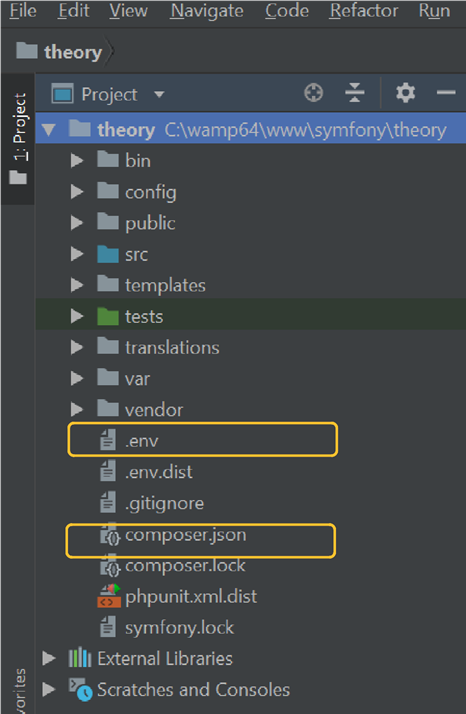 File Edit View Navigate Code Refactor Run
theory
1: Project
Project
theory C:\wamp64\www\symfony\theory
bin
config
public
src
templates
tests
translations
var
vendor
.env
.env.dist
.gitignore
composer.json
composer.lock
phpunit.xml.dist
symfony.lock
External Libraries
Scratches and Consoles
vorites